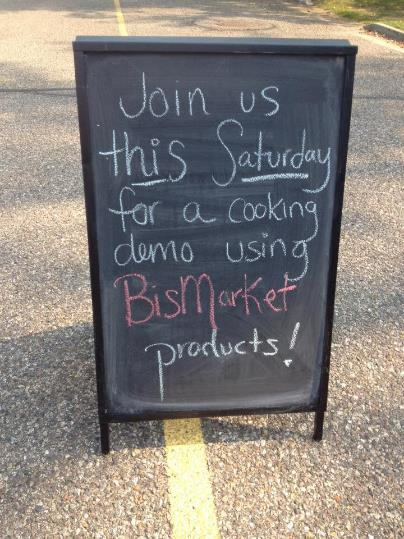 Join us
this Saturday
for a cooking
demo using
BisMarket
products!